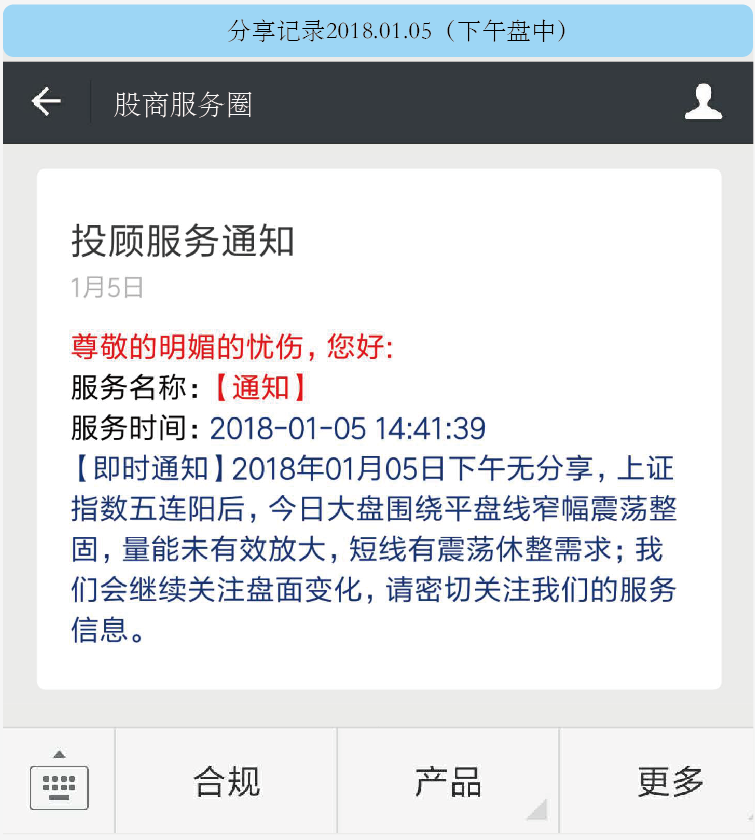 分享记录2018.01.05（下午盘中）
股商服务圈
投顾服务通知
1月5日
尊敬的明媚的忧伤，您好:
服务名称：【通知】
服务时间：2018-01-05 14:41:39
【即时通知】2018年01月05日下午无分享，上证
指数五连阳后，今日大盘围绕平盘线窄幅震荡整
固，量能未有效放大，短线有震荡休整需求；我
们会继续关注盘面变化，请密切关注我们的服务
信息。
合规
产品
更多